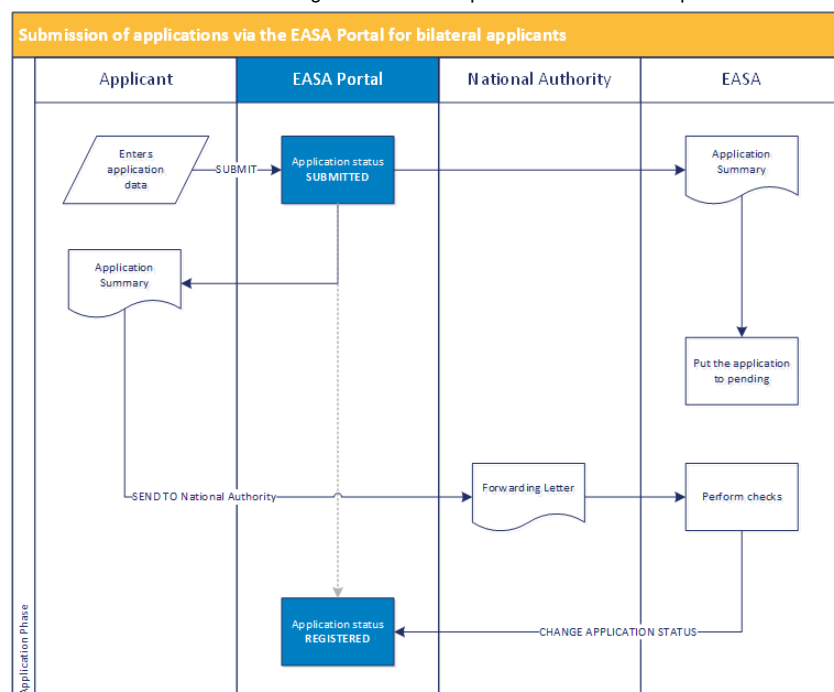 Submission of applications via the EASA Portal for bilateral applicants
Applicant
EASA Portal
National Authority
EASA
Enters
application
data
SUBMIT
Application status
SUBMITTED
Application
Summary
Application
Summary
Put the application
to pending
SEND TO National Authority
Forwarding Letter
Perform checks
Application status
REGISTERED
CHANGE APPLICATION STATUS
Application Phase